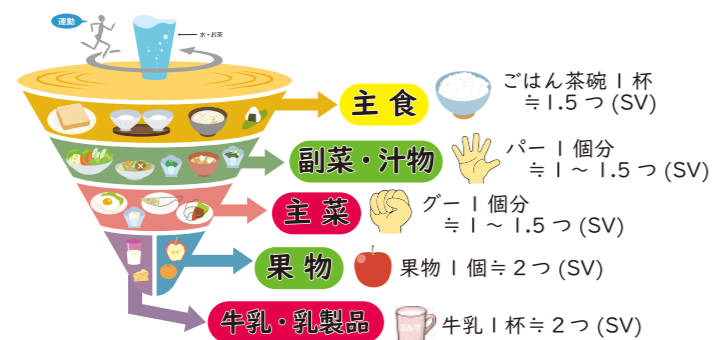 運動
水・お茶
主食
ごはん茶碗1杯
≒1.5つ(SV)
副菜・汁物
パー1個分
≒1～1.5つ(SV)
主菜
グー1個分
≒1～1.5つ(SV)
果物
果物1個≒2つ(SV)
牛乳・乳製品
ミルク
牛乳1杯≒2つ(SV)